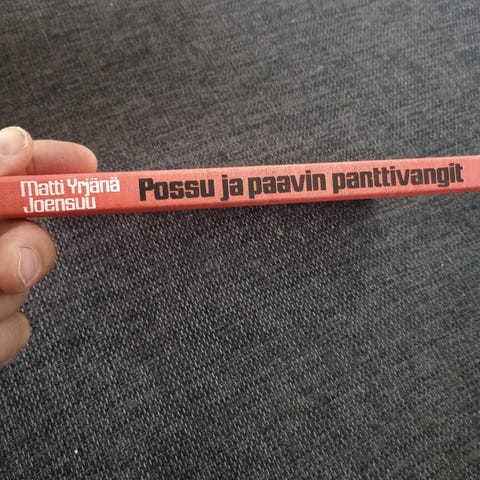 Matti Yrjänä
Joensuu
Possu ja paavin panttivangit